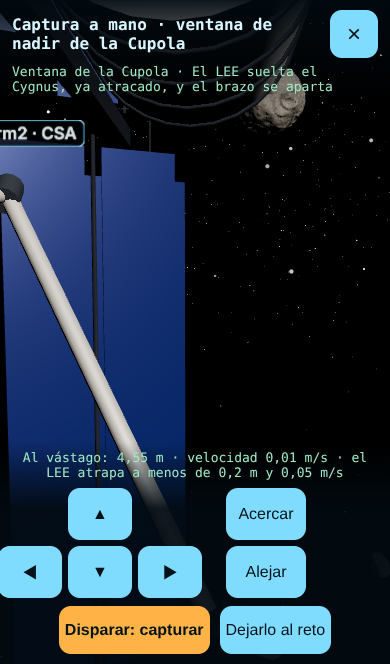 Captura a mano · ventana de
nadir de la Cupola
✕
Ventana de la Cupola · El LEE suelta el
Cygnus, ya atracado, y el brazo se aparta
rm2 · CSA
Al vástago: 4,55 m · velocidad 0,01 m/s · el
LEE atrapa a menos de 0,2 m y 0,05 m/s
▲
Acercar
◀ ▼ ▶
Alejar
Disparar: capturar
Dejarlo al reto